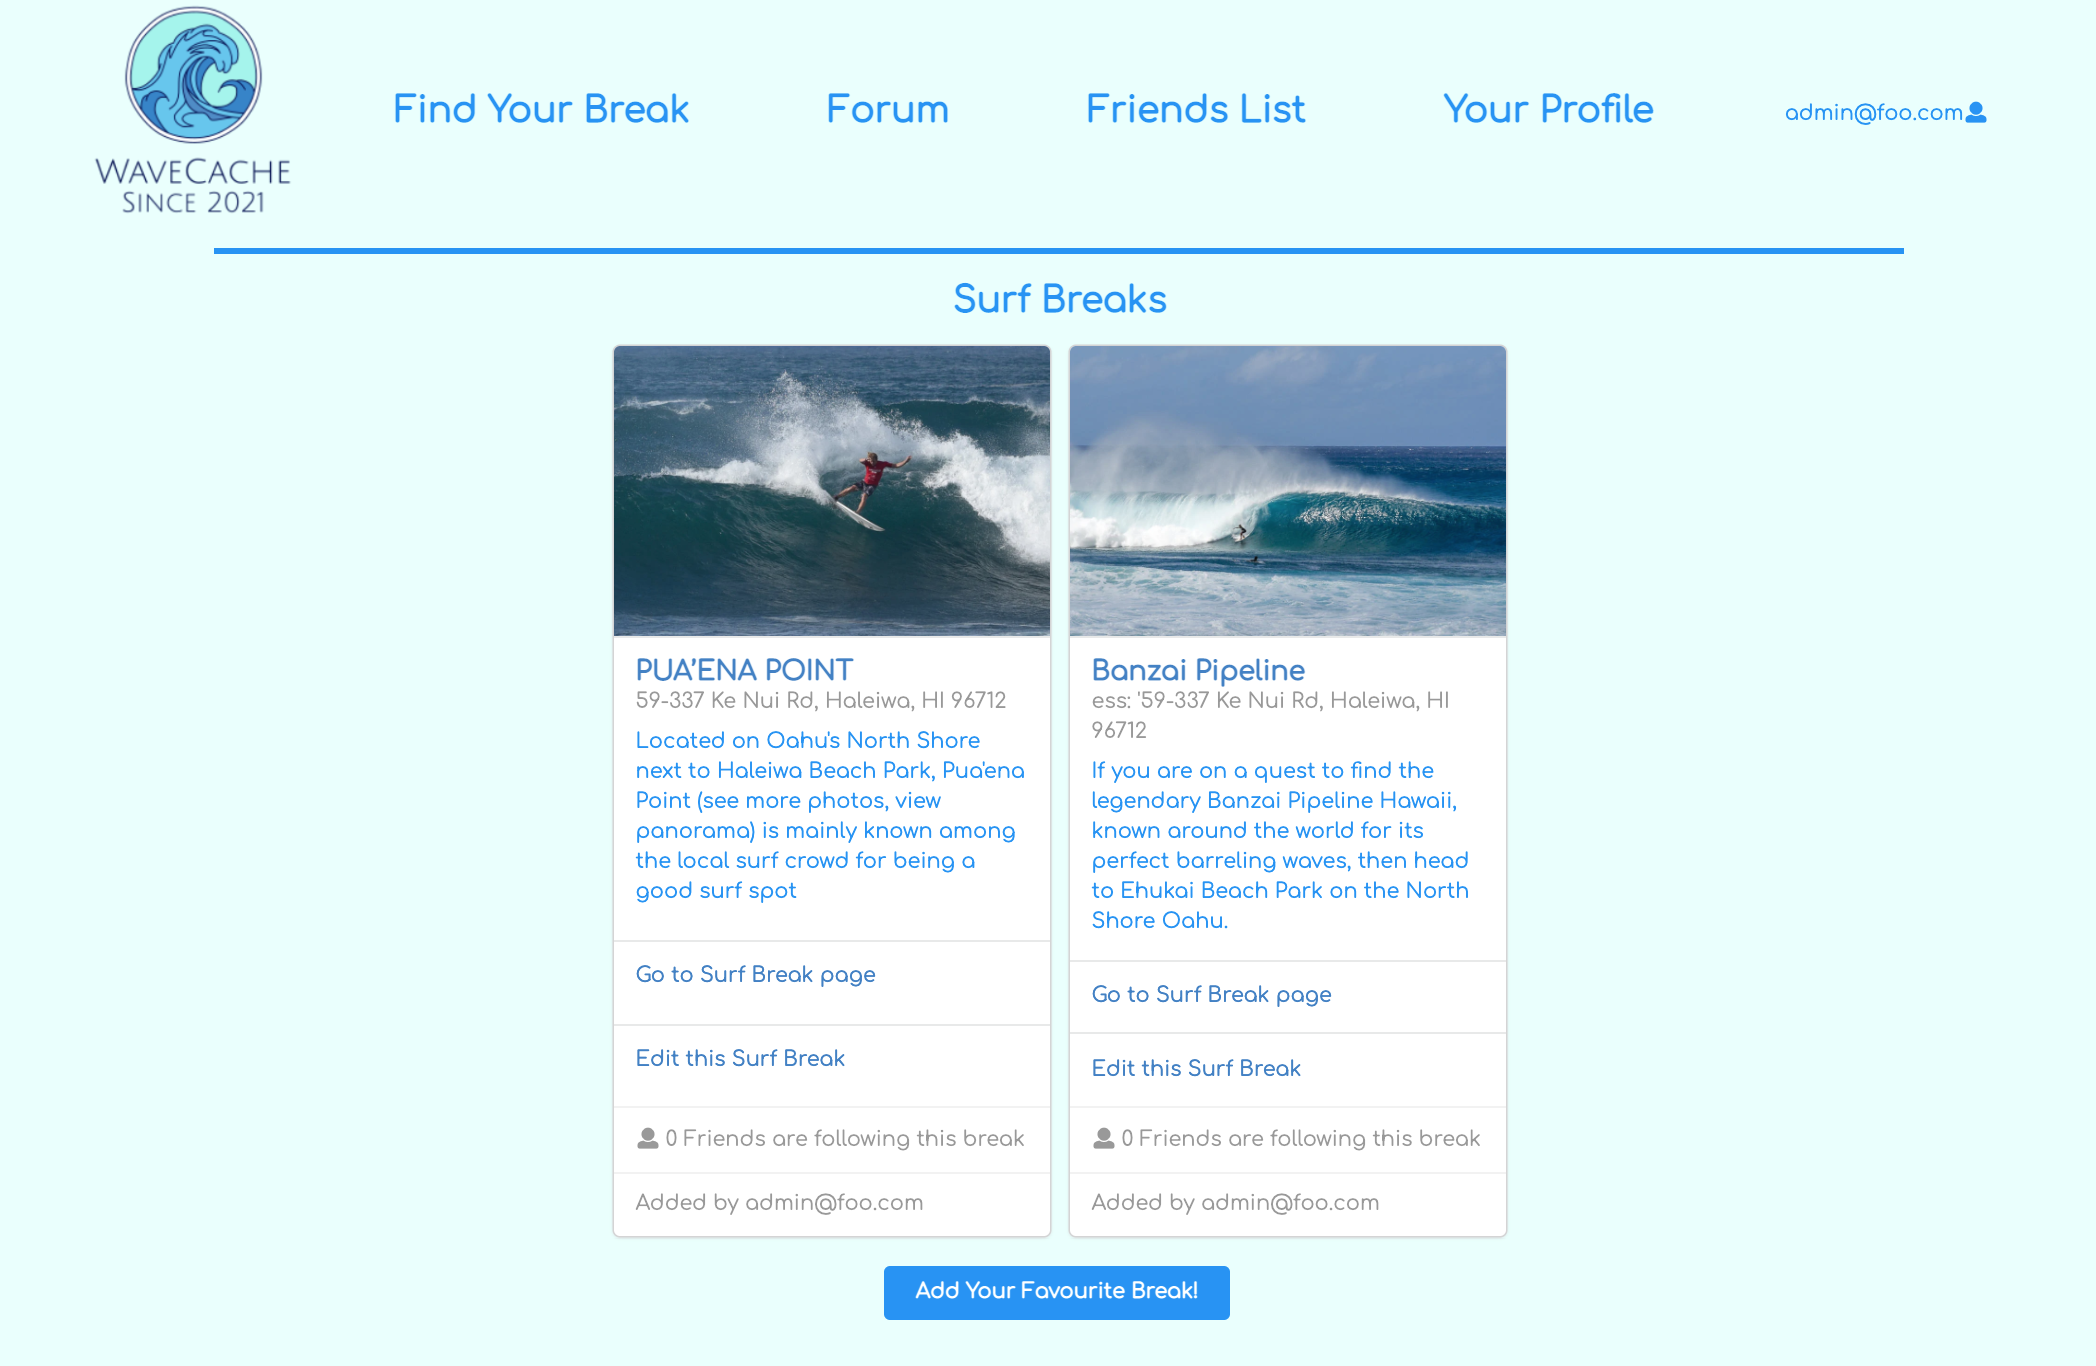 WAVECACHE
SINCE 2021
Find Your Break
Forum
Friends List
Your Profile
admin@foo.com
Surf Breaks
PUA’ENA POINT
59-337 Ke Nui Rd, Haleiwa, HI 96712
Located on Oahu's North Shore
next to Haleiwa Beach Park, Pua'ena
Point (see more photos, view
panorama) is mainly known among
the local surf crowd for being a
good surf spot
Go to Surf Break page
Edit this Surf Break
0 Friends are following this break
Added by admin@foo.com
Banzai Pipeline
ess: '59-337 Ke Nui Rd, Haleiwa, HI
96712
If you are on a quest to find the
legendary Banzai Pipeline Hawaii,
known around the world for its
perfect barreling waves, then head
to Ehukai Beach Park on the North
Shore Oahu.
Go to Surf Break page
Edit this Surf Break
0 Friends are following this break
Added by admin@foo.com
Add Your Favourite Break!